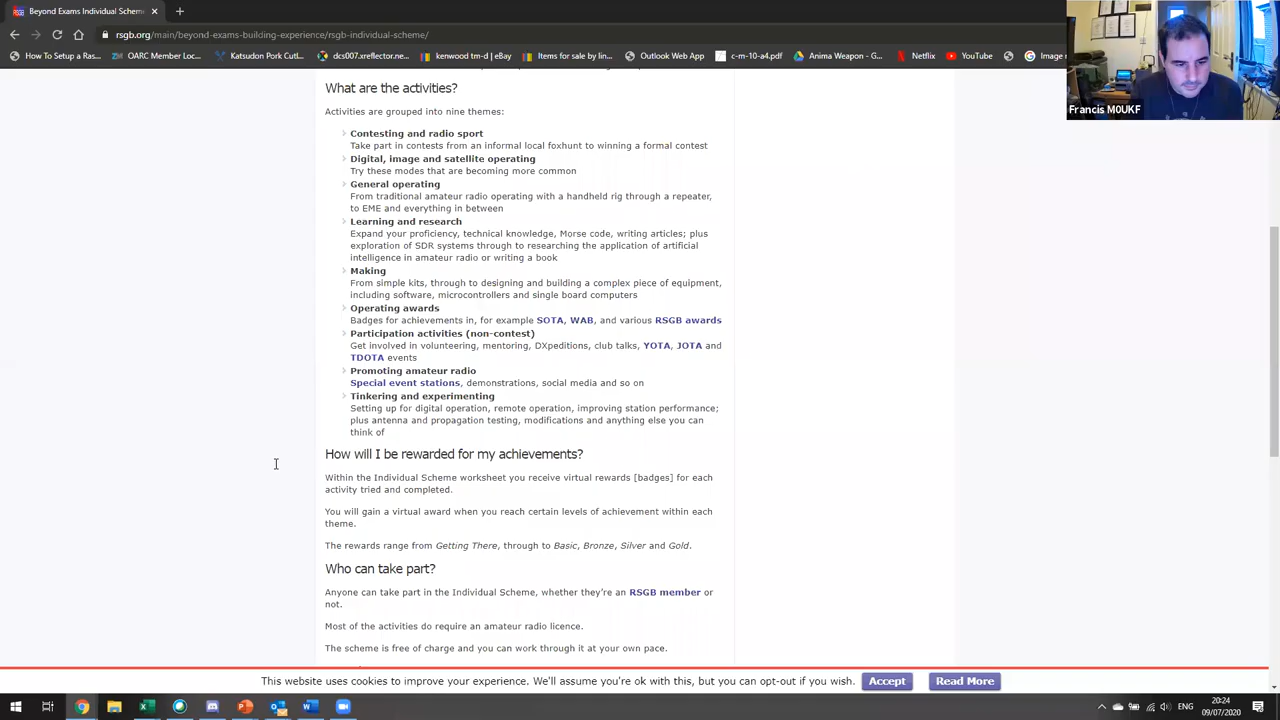 Beyond Exams Individual Scheme
rsgb.org/main/beyond-exams-building-experience/rsgb-individual-scheme/
How To Setup a Ras...
OARC Member Loc...
Katsudon-Customis...
dcs007.xreflector.ne...
kenwood tm-d | eBay
Items for sale by lin...
Outlook Web App
c-m-10-a4.pdf
Anima Weapon - G...
Netflix
YouTube
Image
Francis M0UKF
What are the activities?
Activities are grouped into nine themes:
Contesting and radio sport
Take part in contests from an informal local foxhunt to winning a formal contest
Digital, image and satellite operating
Try these modes that are becoming more common
General operating
From traditional amateur radio operating with a handheld rig through a repeater,
to EME and everything in between
Learning and research
Expand your proficiency, technical knowledge, Morse code, writing articles; plus
exploration of SDR systems through to researching the application of artificial
intelligence in amateur radio or writing a book
Making
From simple kits, through to designing and building a complex piece of equipment,
including software, microcontrollers and single board computers
Operating awards
Badges for achievements in, for example SOTA, WAB, and various RSGB awards
Participation activities (non-contest)
Get involved in volunteering, mentoring, DXpeditions, club talks, YOTA, JOTA and
TDOTA events
Promoting amateur radio
Special event stations, demonstrations, social media and so on
Tinkering and experimenting
Setting up for digital operation, remote operation, improving station performance;
plus antenna and propagation testing, modifications and anything else you can
think of
How will I be rewarded for my achievements?
Within the Individual Scheme worksheet you receive virtual rewards [badges] for each
activity tried and completed.
You will gain a virtual award when you reach certain levels of achievement within each
theme.
The rewards range from Getting There, through to Basic, Bronze, Silver and Gold.
Who can take part?
Anyone can take part in the Individual Scheme, whether they're an RSGB member or
not.
Most of the activities do require an amateur radio licence.
The scheme is free of charge and you can work through it at your own pace.
This website uses cookies to improve your experience. We'll assume you're ok with this, but you can opt-out if you wish.
Accept
Read More
ENG
20:24
09/07/2020